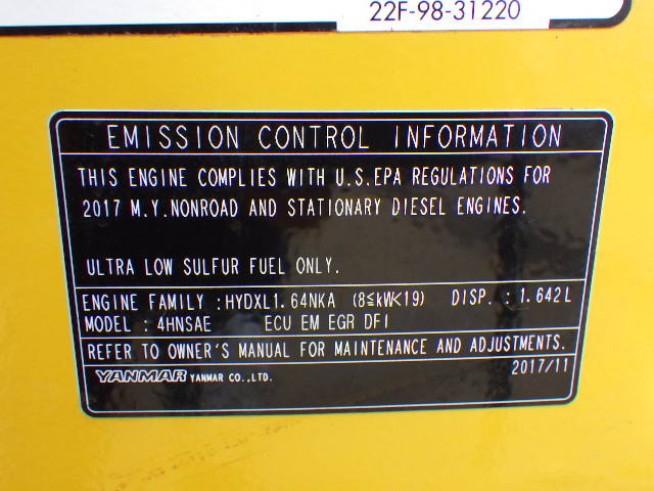 22F-98-31220
EMISSION CONTROL INFORMATION
THIS ENGINE COMPLIES WITH U.S.EPA REGULATIONS FOR
2017 M.Y.NONROAD AND STATIONARY DIESEL ENGINES.
ULTRA LOW SULFUR FUEL ONLY.
ENGINE FAMILY :HYDXL1.64NKA (8≦kW<19) DISP. : 1.642L
MODEL : 4HNSAE ECU EM EGR DFI
REFER TO OWNER'S MANUAL FOR MAINTENANCE AND ADJUSTMENTS.
YANMAR YANMAR CO.,LTD. 2017/11